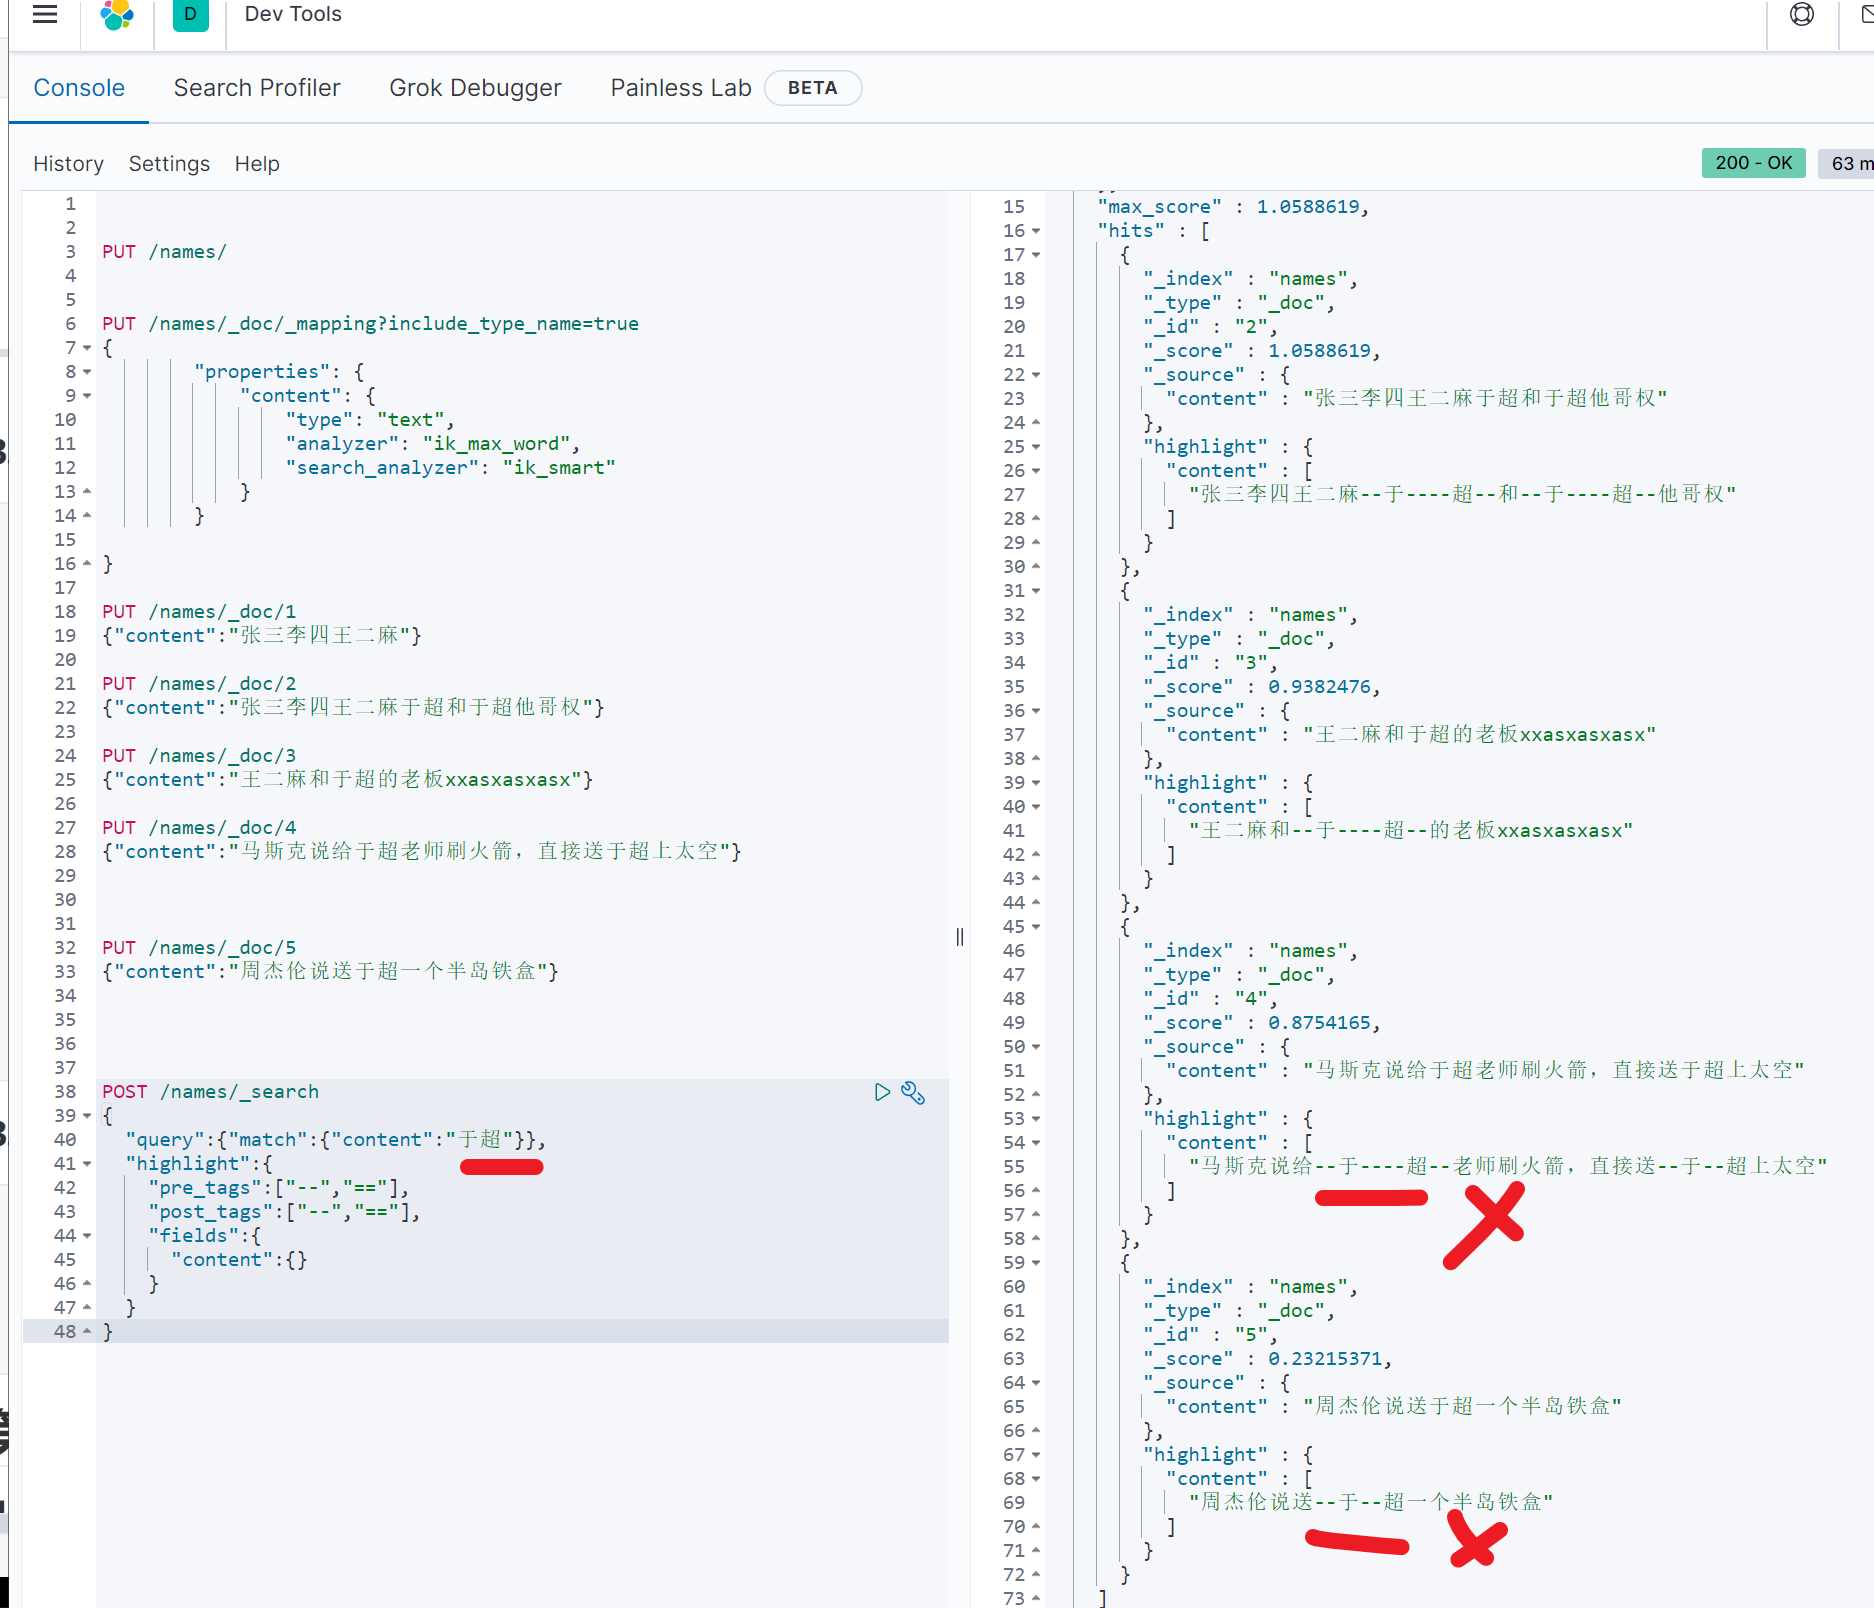 D
Dev Tools
Console
Search Profiler
Grok Debugger
Painless Lab
BETA
History
Settings
Help
200 - OK
63 m
1
2
3 PUT /names/
4
5
6 PUT /names/_doc/_mapping?include_type_name=true
7 {
8 "properties": {
9 "content": {
10 "type": "text",
11 "analyzer": "ik_max_word",
12 "search_analyzer": "ik_smart"
13 }
14 }
15
16 }
17
18 PUT /names/_doc/1
19 {"content":"张三李四王二麻"}
20
21 PUT /names/_doc/2
22 {"content":"张三李四王二麻于超和于超他哥权"}
23
24 PUT /names/_doc/3
25 {"content":"王二麻和于超的老板xxasxasxasx"}
26
27 PUT /names/_doc/4
28 {"content":"马斯克说给于超老师刷火箭，直接送于超上太空"}
29
30
31
32 PUT /names/_doc/5
33 {"content":"周杰伦说送于超一个半岛铁盒"}
34
35
36
37
38 POST /names/_search
39 {
40 "query":{"match":{"content":"于超"}},
41 "highlight":{
42 "pre_tags":["--","=="],
43 "post_tags":["--","=="],
44 "fields":{
45 "content":{}
46 }
47 }
48 }
15 "max_score" : 1.0588619,
16 "hits" : [
17 {
18 "_index" : "names",
19 "_type" : "_doc",
20 "_id" : "2",
21 "_score" : 1.0588619,
22 "_source" : {
23 "content" : "张三李四王二麻于超和于超他哥权"
24 },
25 "highlight" : {
26 "content" : [
27 "张三李四王二麻--于----超--和--于----超--他哥权"
28 ]
29 }
30 },
31 {
32 "_index" : "names",
33 "_type" : "_doc",
34 "_id" : "3",
35 "_score" : 0.9382476,
36 "_source" : {
37 "content" : "王二麻和于超的老板xxasxasxasx"
38 },
39 "highlight" : {
40 "content" : [
41 "王二麻和--于----超--的老板xxasxasxasx"
42 ]
43 }
44 },
45 {
46 "_index" : "names",
47 "_type" : "_doc",
48 "_id" : "4",
49 "_score" : 0.8754165,
50 "_source" : {
51 "content" : "马斯克说给于超老师刷火箭，直接送于超上太空"
52 },
53 "highlight" : {
54 "content" : [
55 "马斯克说给--于----超--老师刷火箭，直接送--于--超上太空"
56 ]
57 }
58 },
59 {
60 "_index" : "names",
61 "_type" : "_doc",
62 "_id" : "5",
63 "_score" : 0.23215371,
64 "_source" : {
65 "content" : "周杰伦说送于超一个半岛铁盒"
66 },
67 "highlight" : {
68 "content" : [
69 "周杰伦说送--于--超一个半岛铁盒"
70 ]
71 }
72 }
73 ]